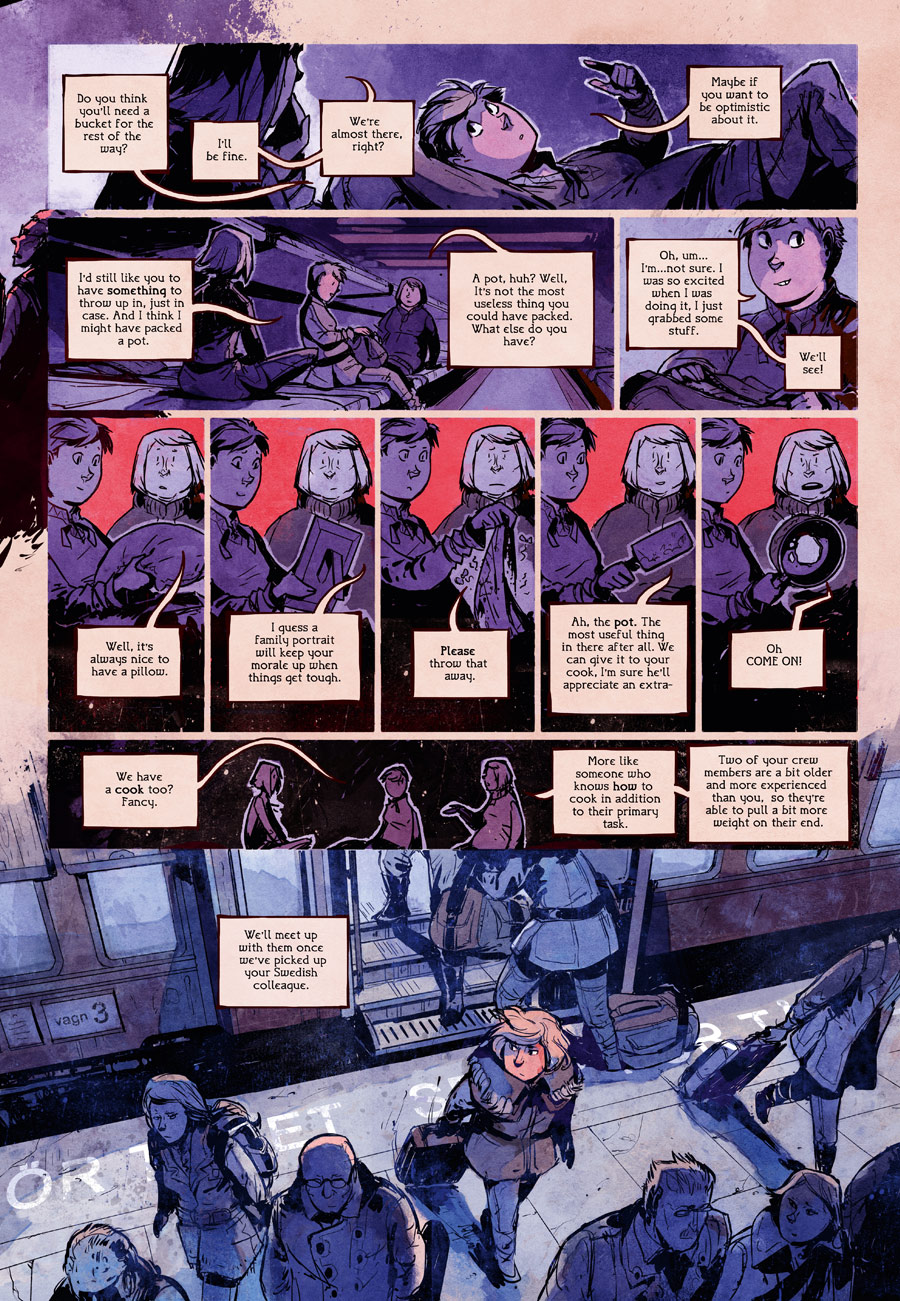 Do you think
you'll need a
bucket for the
rest of the
way?
I'll
be fine.
We're
almost there,
right?
Maybe if
you want to
be optimistic
about it.
I'd still like you to
have something to
throw up in, just in
case. And I think I
might have packed
a pot.
A pot, huh? Well,
It's not the most
useless thing you
could have packed.
What else do you
have?
Oh, um...
I'm...not sure. I
was so excited
when I was
doing it, I just
grabbed some
stuff.
We'll
see!
Well, it's
always nice to
have a pillow.
I guess a
family portrait
will keep your
morale up when
things get tough.
Please
throw that
away.
Ah, the pot. The
most useful thing
in there after all. We
can give it to your
cook, I'm sure he'll
appreciate an extra-
Oh
COME ON!
We have
a cook too?
Fancy.
More like
someone who
knows how to
cook in addition
to their primary
task.
Two of your crew
members are a bit older
and more experienced
than you, so they're
able to pull a bit more
weight on their end.
We'll meet up
with them once
we've picked up
your Swedish
colleague.
vagn 3